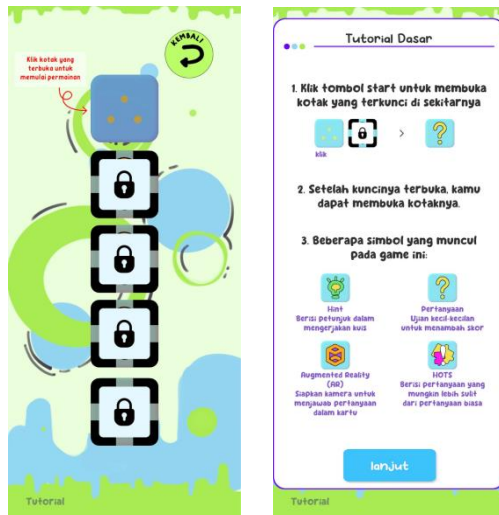 KEMBALI
Klik kotak yang
terbuka untuk
memulai permainan
Tutorial
Tutorial Dasar
1. Klik tombol start untuk membuka
kotak yang terkunci di sekitarnya
klik
>
?
2. Setelah kuncinya terbuka, kamu
dapat membuka kotaknya.
3. Beberapa simbol yang muncul
pada game ini:
Hint
Berisi petunjuk dalam
mengerjakan kuis
?
Pertanyaan
Ujian kecil-kecilan
untuk menambah skor
Augmented Reality
(AR)
Siapkan kamera untuk
menjawab pertanyaan
dalam kartu
HOTS
Berisi pertanyaan yang
mungkin lebih sulit
dari pertanyaan biasa
lanjut
Tutorial